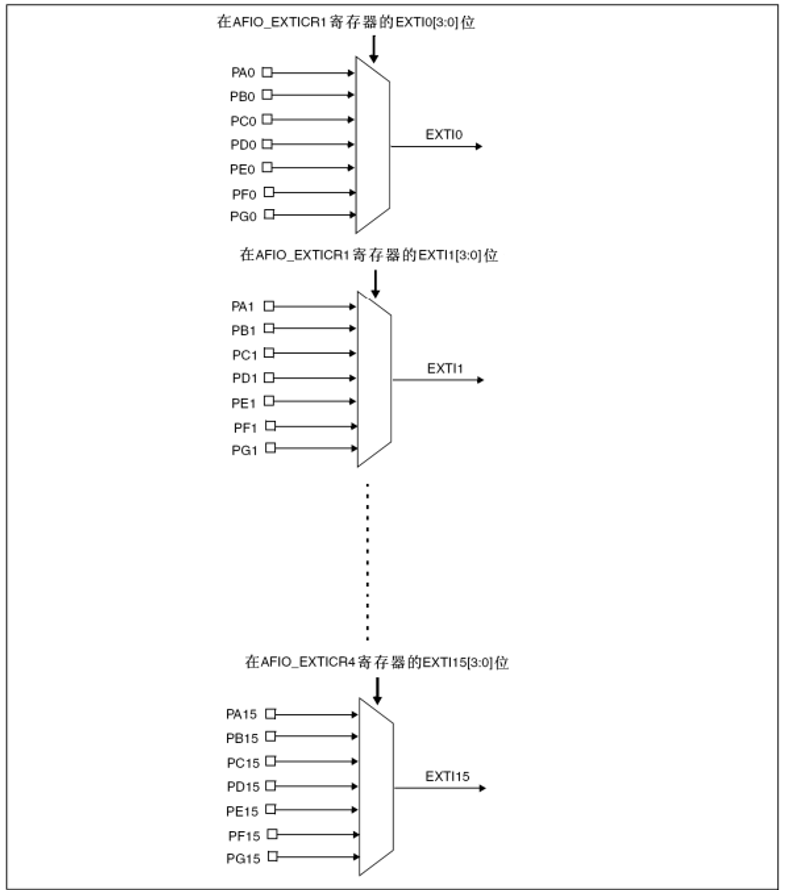 在AFIO_EXTICR1寄存器的EXTI0[3:0]位
PA0
PB0
PC0
PD0
PE0
PF0
PG0
EXTI0
在AFIO_EXTICR1寄存器的EXTI1[3:0]位
PA1
PB1
PC1
PD1
PE1
PF1
PG1
EXTI1
在AFIO_EXTICR4寄存器的EXTI15[3:0]位
PA15
PB15
PC15
PD15
PE15
PF15
PG15
EXTI15